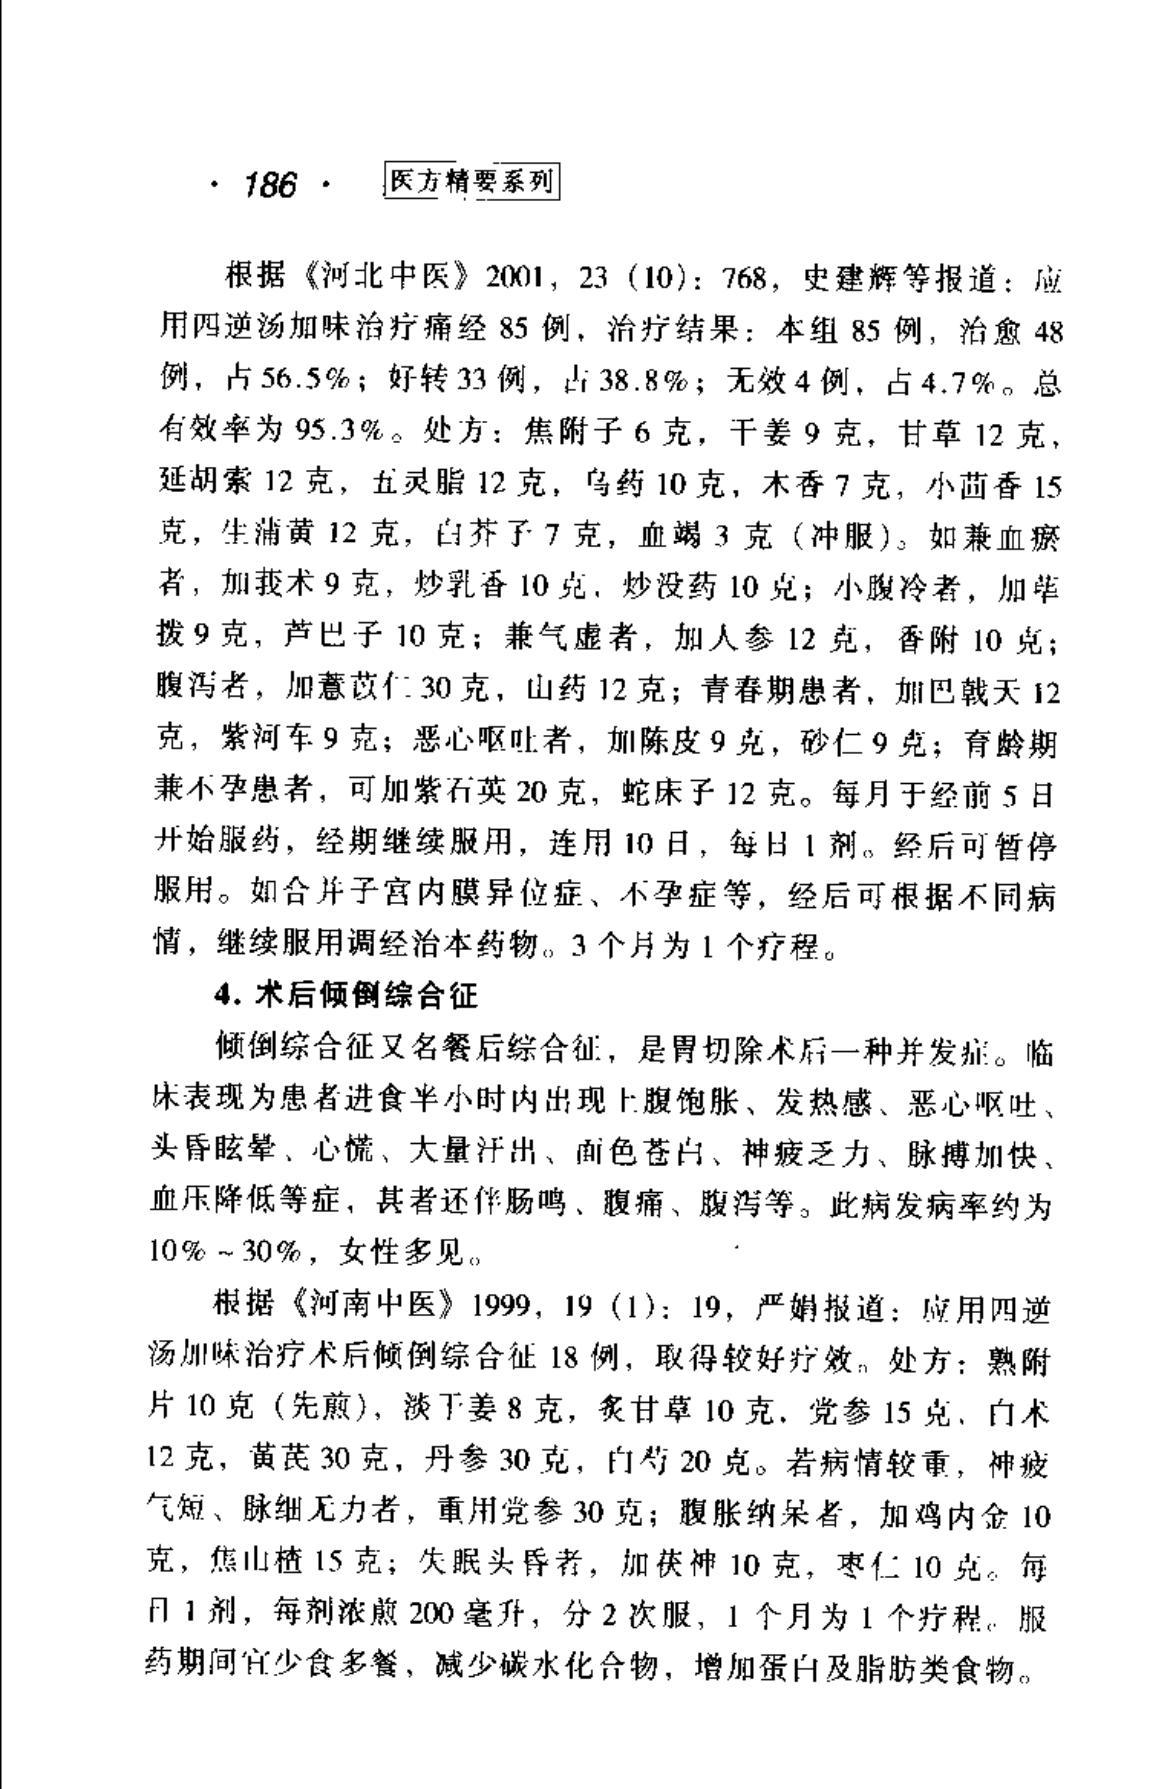 · 186 · 医方精要系列
根据《河北中医》2001，23（10）：768，史建辉等报道：应
用四逆汤加味治疗痛经 85 例，治疗结果：本组 85 例，治愈 48
例，占 56.5%；好转 33 例，占 38.8%；无效 4 例，占 4.7%。总
有效率为 95.3%。处方：焦附子 6 克，干姜 9 克，甘草 12 克，
延胡索 12 克，五灵脂 12 克，乌药 10 克，木香 7 克，小茴香 15
克，生蒲黄 12 克，白芥子 7 克，血竭 3 克（冲服）。如兼血瘀
者，加莪术 9 克，炒乳香 10 克，炒没药 10 克；小腹冷者，加荜
拨 9 克，芦巴子 10 克；兼气虚者，加人参 12 克，香附 10 克；
腹泻者，加薏苡仁 30 克，山药 12 克；青春期患者，加巴戟天 12
克，紫河车 9 克；恶心呕吐者，加陈皮 9 克，砂仁 9 克；育龄期
兼不孕患者，可加紫石英 20 克，蛇床子 12 克。每月于经前 5 日
开始服药，经期继续服用，连用 10 日，每日 1 剂。经后可暂停
服用。如合并子宫内膜异位症、不孕症等，经后可根据不同病
情，继续服用调经治本药物。3 个月为 1 个疗程。
4. 术后倾倒综合征
倾倒综合征又名餐后综合征，是胃切除术后一种并发症。临
床表现为患者进食半小时内出现上腹饱胀、发热感、恶心呕吐、
头昏眩晕、心慌、大量汗出、面色苍白、神疲乏力、脉搏加快、
血压降低等症，甚者还伴肠鸣、腹痛、腹泻等。此病发病率约为
10% ~ 30%，女性多见。
根据《河南中医》1999，19（1）：19，严娟报道：应用四逆
汤加味治疗术后倾倒综合征 18 例，取得较好疗效。处方：熟附
片 10 克（先煎），淡干姜 8 克，炙甘草 10 克，党参 15 克，白术
12 克，黄芪 30 克，丹参 30 克，白芍 20 克。若病情较重，神疲
气短、脉细无力者，重用党参 30 克；腹胀纳呆者，加鸡内金 10
克，焦山楂 15 克；失眠头昏者，加茯神 10 克，枣仁 10 克。每
日 1 剂，每剂浓煎 200 毫升，分 2 次服，1 个月为 1 个疗程。服
药期间宜少食多餐，减少碳水化合物，增加蛋白及脂肪类食物。